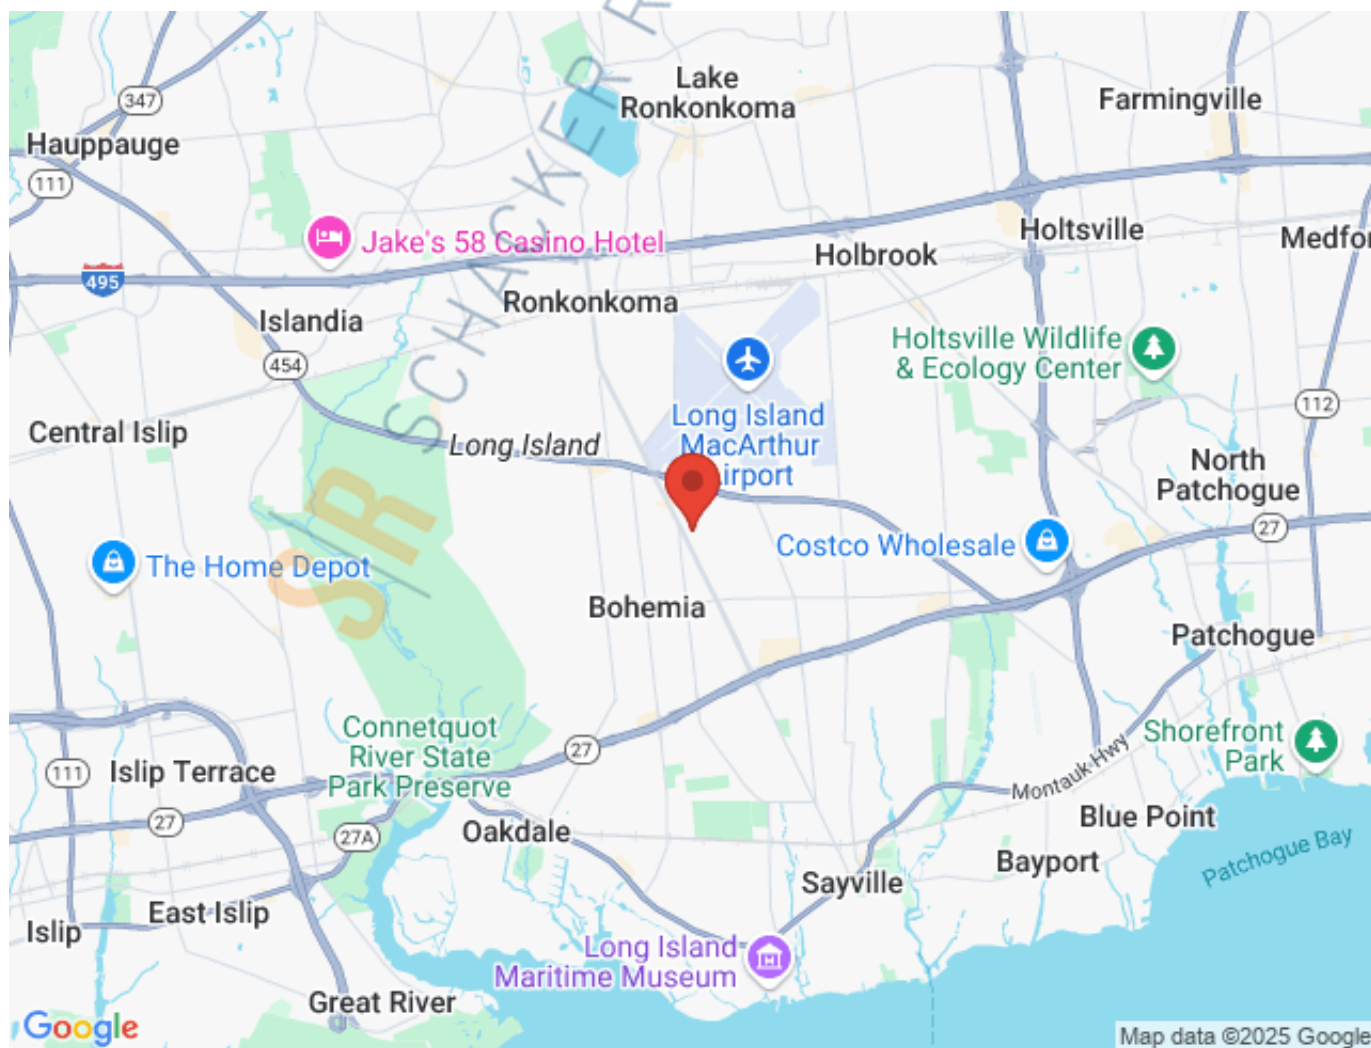 Lake
Ronkonkoma
Farmingville
347
Hauppauge
111
Jake's 58 Casino Hotel
Holtsville
Medfor
Holbrook
495
Ronkonkoma
Islandia
Holtsville Wildlife
& Ecology Center
454
112
Long Island
MacArthur
Airport
Central Islip
Long Island
North
Patchogue
27
Costco Wholesale
The Home Depot
Bohemia
Patchogue
Connetquot
River State
Park Preserve
27
Shorefront
Park
111
Islip Terrace
Montauk Hwy
27
27A
Oakdale
Blue Point
Patchogue Bay
Bayport
Sayville
East Islip
Islip
Long Island
Maritime Museum
Great River
Google
Map data ©2025 Google
SIR SCHACKER R